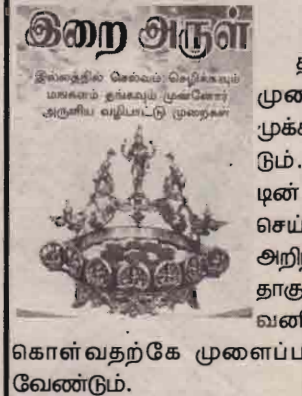 இறை அருள்
இல்லத்தில் செல்வம் செழிக்கவும்
மங்களம் தங்கவும் முன்னோர்
அருளிய வழிபாட்டு முறைகள்
முக்க
டும்.
டின்
செய்
அறி
தாகு
வனி
கொள்வதற்கே முனைப்ப
வேண்டும்.